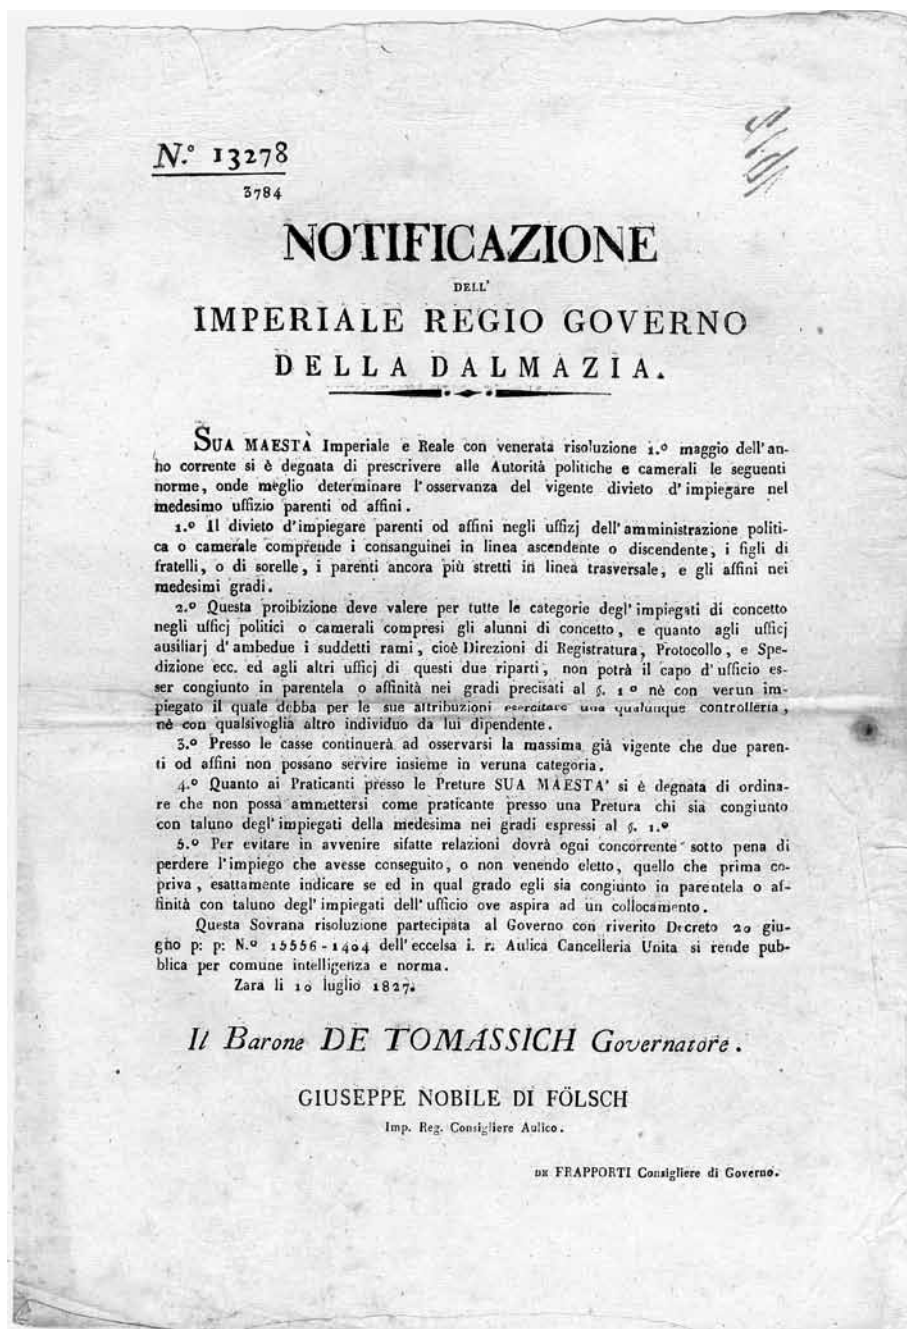 N.º 13278
3784
NOTIFICAZIONE
DELL'
IMPERIALE REGIO GOVERNO
DELLA DALMAZIA.
SUA MAESTÀ Imperiale e Reale con venerata risoluzione 1.º maggio dell'an-
no corrente si è degnata di prescrivere alle Autorità politiche e camerali le seguenti
norme, onde meglio determinare l'osservanza del vigente divieto d'impiegare nel
medesimo uffizio parenti od affini.
1.º Il divieto d'impiegare parenti od affini negli uffizj dell'amministrazione politi-
ca o camerale comprende i consanguinei in linea ascendente o discendente, i figli di
fratelli, o di sorelle, i parenti ancora più stretti in linea trasversale, e gli affini nei
medesimi gradi.
2.º Questa proibizione deve valere per tutte le categorie degl'impiegati di concetto
negli ufficj politici o camerali compresi gli alunni di concetto, e quanto agli ufficj
ausiliarj d'ambedue i suddetti rami, cioè Direzioni di Registratura, Protocollo, e Spe-
dizione ecc. ed agli altri ufficj di questi due riparti, non potrà il capo d'ufficio es-
ser congiunto in parentela o affinità nei gradi precisati al §. 1º nè con verun im-
piegato il quale debba per le sue attribuzioni esercitare una qualunque controlleria,
nè con qualsivoglia altro individuo da lui dipendente.
3.º Presso le casse continuerà ad osservarsi la massima già vigente che due paren-
ti od affini non possano servire insieme in veruna categoria.
4.º Quanto ai Praticanti presso le Preture SUA MAESTA' si è degnata di ordina-
re che non possa ammettersi come praticante presso una Pretura chi sia congiunto
con taluno degl'impiegati della medesima nei gradi espressi al §. 1.º
5.º Per evitare in avvenire sifatte relazioni dovrà ogni concorrente sotto pena di
perdere l'impiego che avesse conseguito, o non venendo eletto, quello che prima co-
priva, esattamente indicare se ed in qual grado egli sia congiunto in parentela o af-
finità con taluno degl'impiegati dell'ufficio ove aspira ad un collocamento.
Questa Sovrana risoluzione partecipata al Governo con riverito Decreto 20 giu-
gno p: p: N.º 15556-1404 dell'eccelsa i. r. Aulica Cancelleria Unita si rende pub-
blica per comune intelligenza e norma.
Zara li 10 luglio 1827.
Il Barone DE TOMASSICH Governatore.
GIUSEPPE NOBILE DI FÖLSCH
Imp. Reg. Consigliere Aulico.
DE FRAPPORTI Consigliere di Governo.